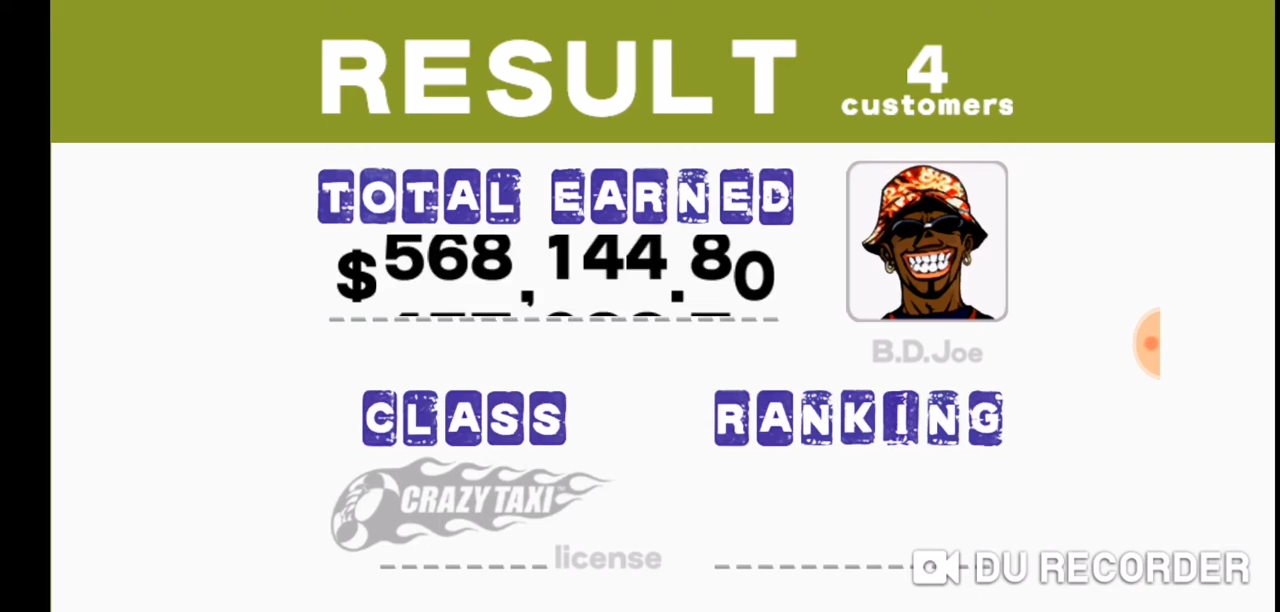 RESULT 4
customers
TOTAL EARNED
$568,144.80
B.D.Joe
CLASS RANKING
CRAZY TAXI
license
DU RECORDER